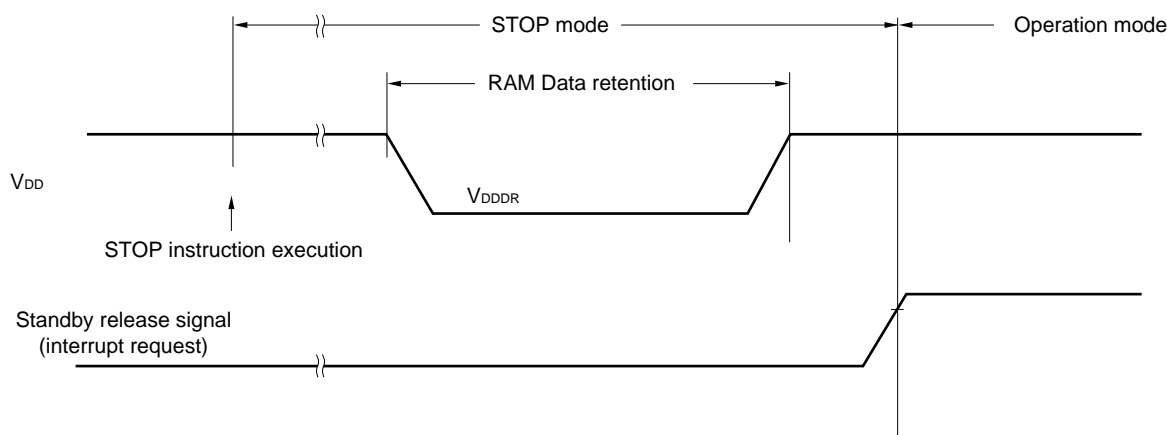 STOP mode
Operation mode
RAM Data retention
VDD
VDDDR
STOP instruction execution
Standby release signal
(interrupt request)